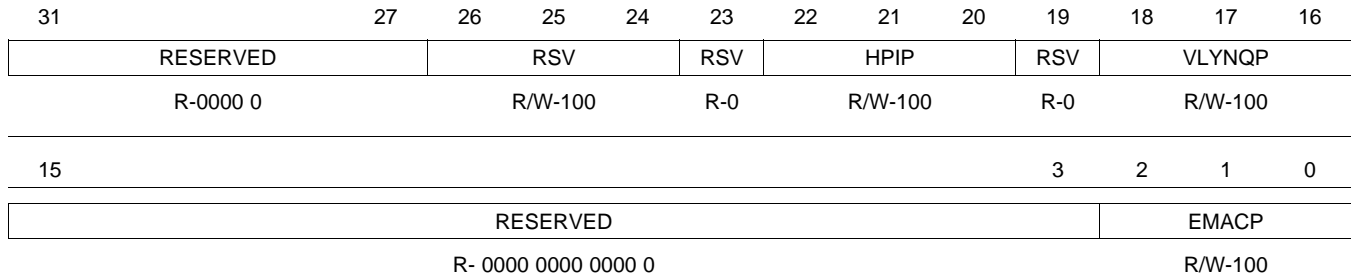 31 27 26 25 24 23 22 21 20 19 18 17 16
RESERVED RSV RSV HPIP RSV VLYNQP
R-0000 0 R/W-100 R-0 R/W-100 R-0 R/W-100
15 3 2 1 0
RESERVED EMACP
R- 0000 0000 0000 0 R/W-100